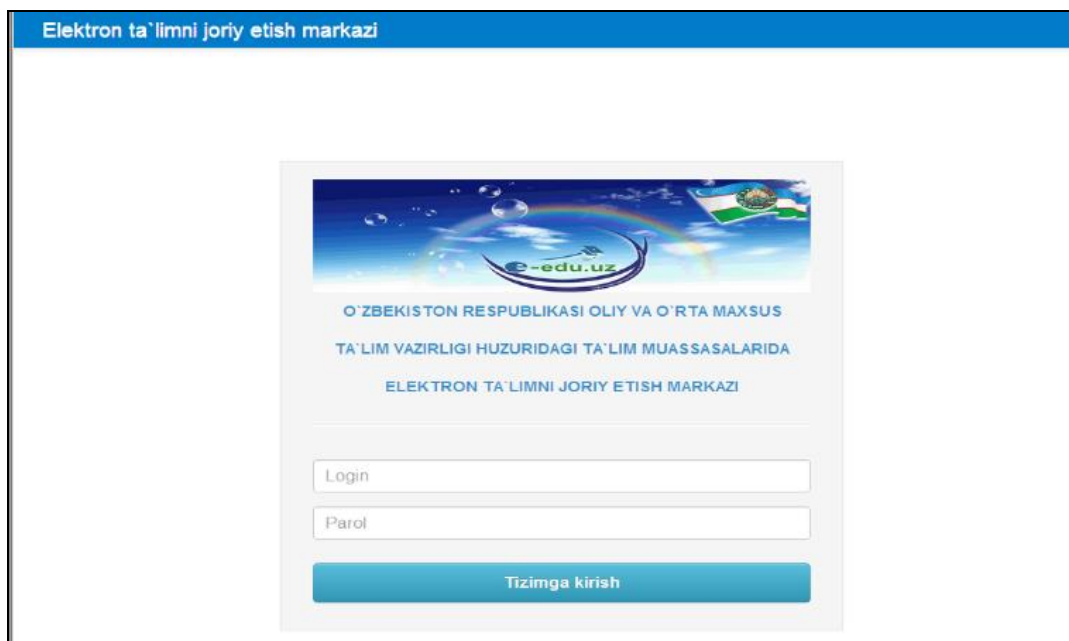 Elektron ta`limni joriy etish markazi
e-edu.uz
O`ZBEKISTON RESPUBLIKASI OLIY VA O`RTA MAXSUS
TA`LIM VAZIRLIGI HUZURIDAGI TA`LIM MUASSASALARIDA
ELEKTRON TA`LIMNI JORIY ETISH MARKAZI
Login
Parol
Tizimga kirish